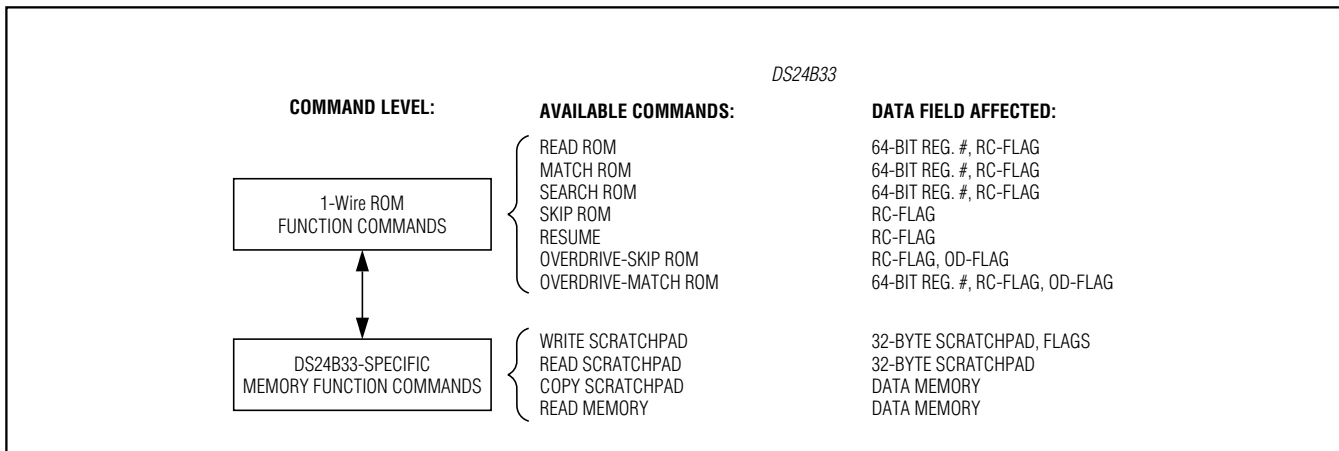 DS24B33
COMMAND LEVEL: AVAILABLE COMMANDS: DATA FIELD AFFECTED:
1-Wire ROM
FUNCTION COMMANDS
READ ROM 64-BIT REG. #, RC-FLAG
MATCH ROM 64-BIT REG. #, RC-FLAG
SEARCH ROM 64-BIT REG. #, RC-FLAG
SKIP ROM RC-FLAG
RESUME RC-FLAG
OVERDRIVE-SKIP ROM RC-FLAG, OD-FLAG
OVERDRIVE-MATCH ROM 64-BIT REG. #, RC-FLAG, OD-FLAG
DS24B33-SPECIFIC
MEMORY FUNCTION COMMANDS
WRITE SCRATCHPAD 32-BYTE SCRATCHPAD, FLAGS
READ SCRATCHPAD 32-BYTE SCRATCHPAD
COPY SCRATCHPAD DATA MEMORY
READ MEMORY DATA MEMORY